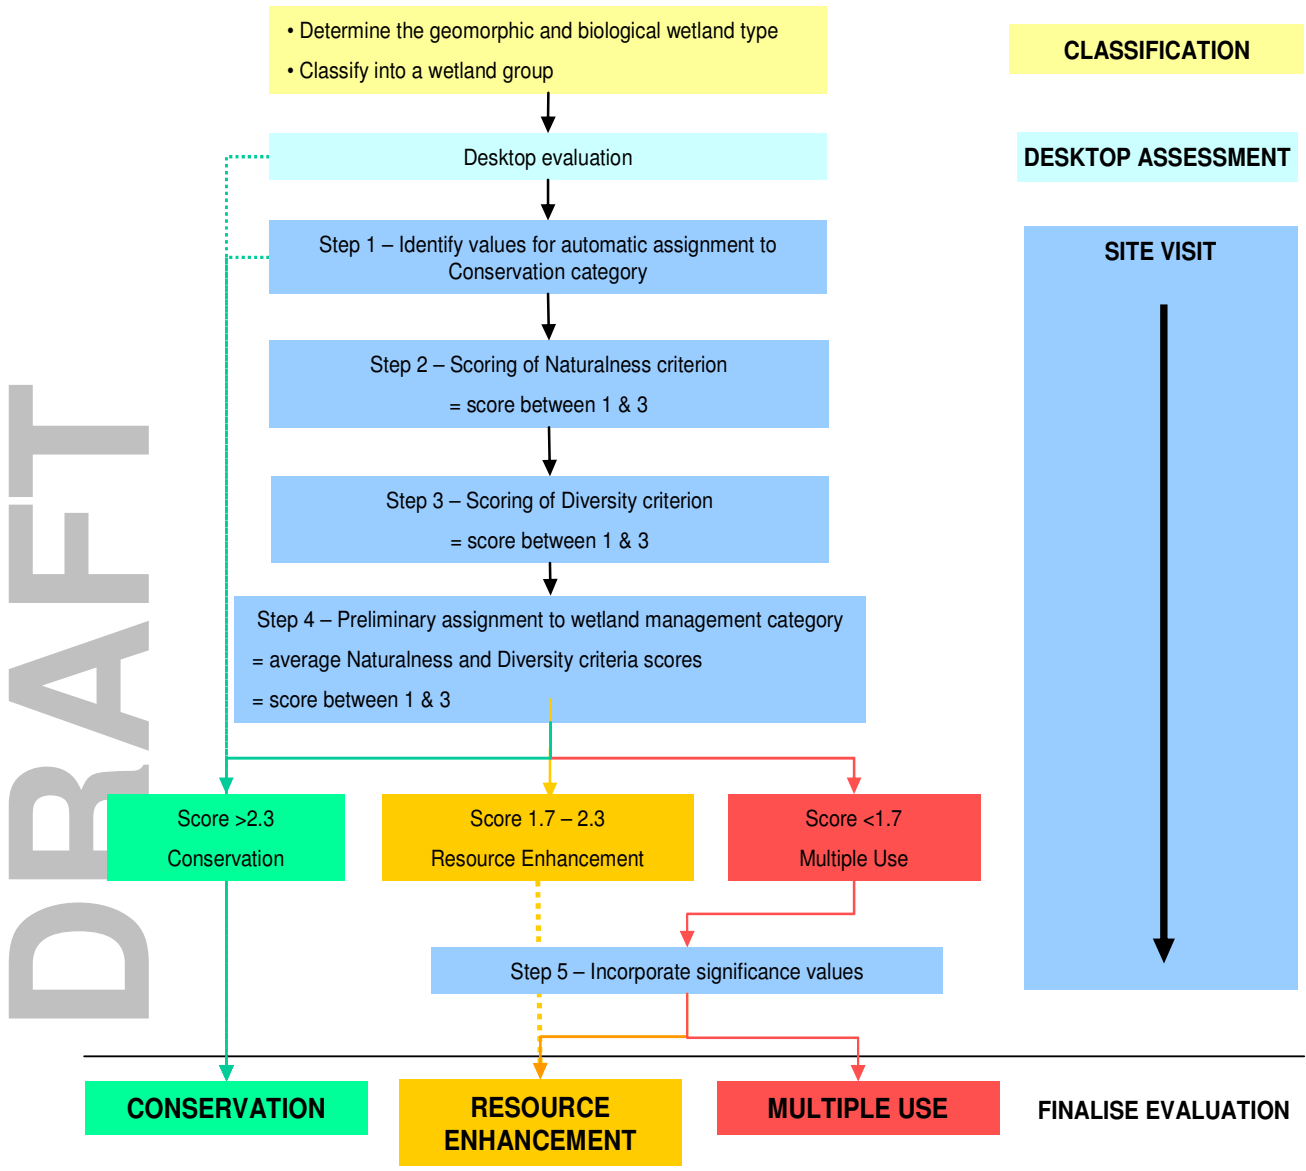 • Determine the geomorphic and biological wetland type
• Classify into a wetland group
CLASSIFICATION
Desktop evaluation
DESKTOP ASSESSMENT
Step 1 – Identify values for automatic assignment to
Conservation category
SITE VISIT
Step 2 – Scoring of Naturalness criterion
= score between 1 & 3
Step 3 – Scoring of Diversity criterion
= score between 1 & 3
Step 4 – Preliminary assignment to wetland management category
= average Naturalness and Diversity criteria scores
= score between 1 & 3
DRAFT
Score >2.3
Conservation
Score 1.7 – 2.3
Resource Enhancement
Score <1.7
Multiple Use
Step 5 – Incorporate significance values
CONSERVATION
RESOURCE
ENHANCEMENT
MULTIPLE USE
FINALISE EVALUATION